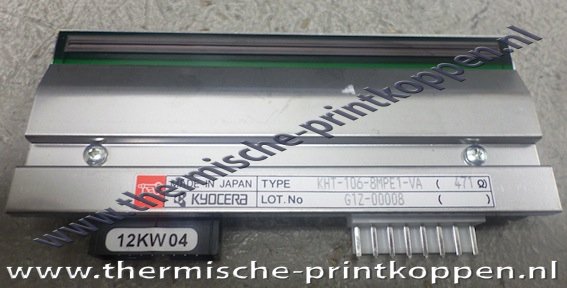 www.thermische-printkoppen.nl
MADE IN JAPAN TYPE KHT-106-8MPE1-VA ( 471 Ω)
KYOCERA LOT.No G1Z-00008 ( )
12KW04
www.thermische-printkoppen.nl